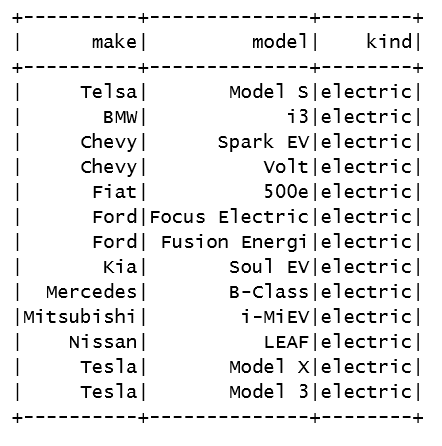 +----------+--------------+--------+
|      make|         model|    kind|
+----------+--------------+--------+
|     Telsa|       Model S|electric|
|       BMW|            i3|electric|
|     Chevy|      Spark EV|electric|
|     Chevy|          Volt|electric|
|      Fiat|          500e|electric|
|      Ford|Focus Electric|electric|
|      Ford| Fusion Energi|electric|
|       Kia|       Soul EV|electric|
|  Mercedes|       B-Class|electric|
|Mitsubishi|        i-MiEV|electric|
|    Nissan|          LEAF|electric|
|     Tesla|       Model X|electric|
|     Tesla|       Model 3|electric|
+----------+--------------+--------+